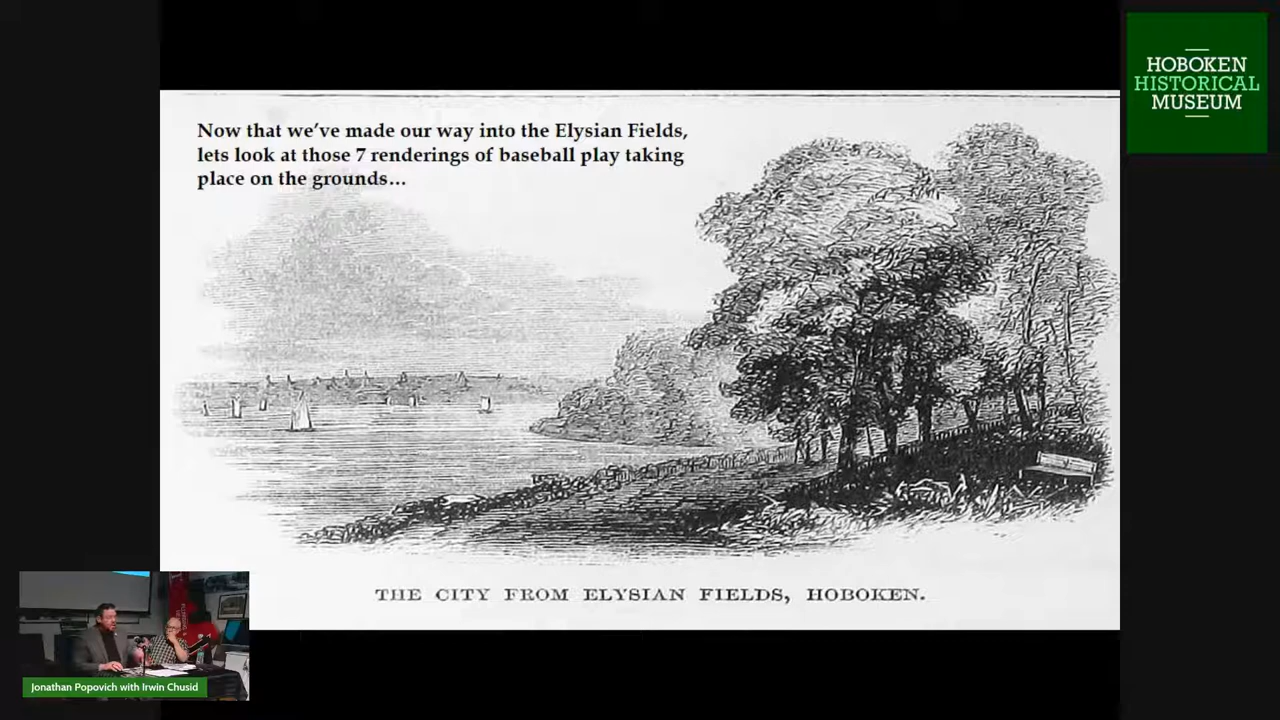 Now that we've made our way into the Elysian Fields,
lets look at those 7 renderings of baseball play taking
place on the grounds...
THE CITY FROM ELYSIAN FIELDS, HOBOKEN.
HOBOKEN
HISTORICAL
MUSEUM
Jonathan Popovich with Irwin Chusid